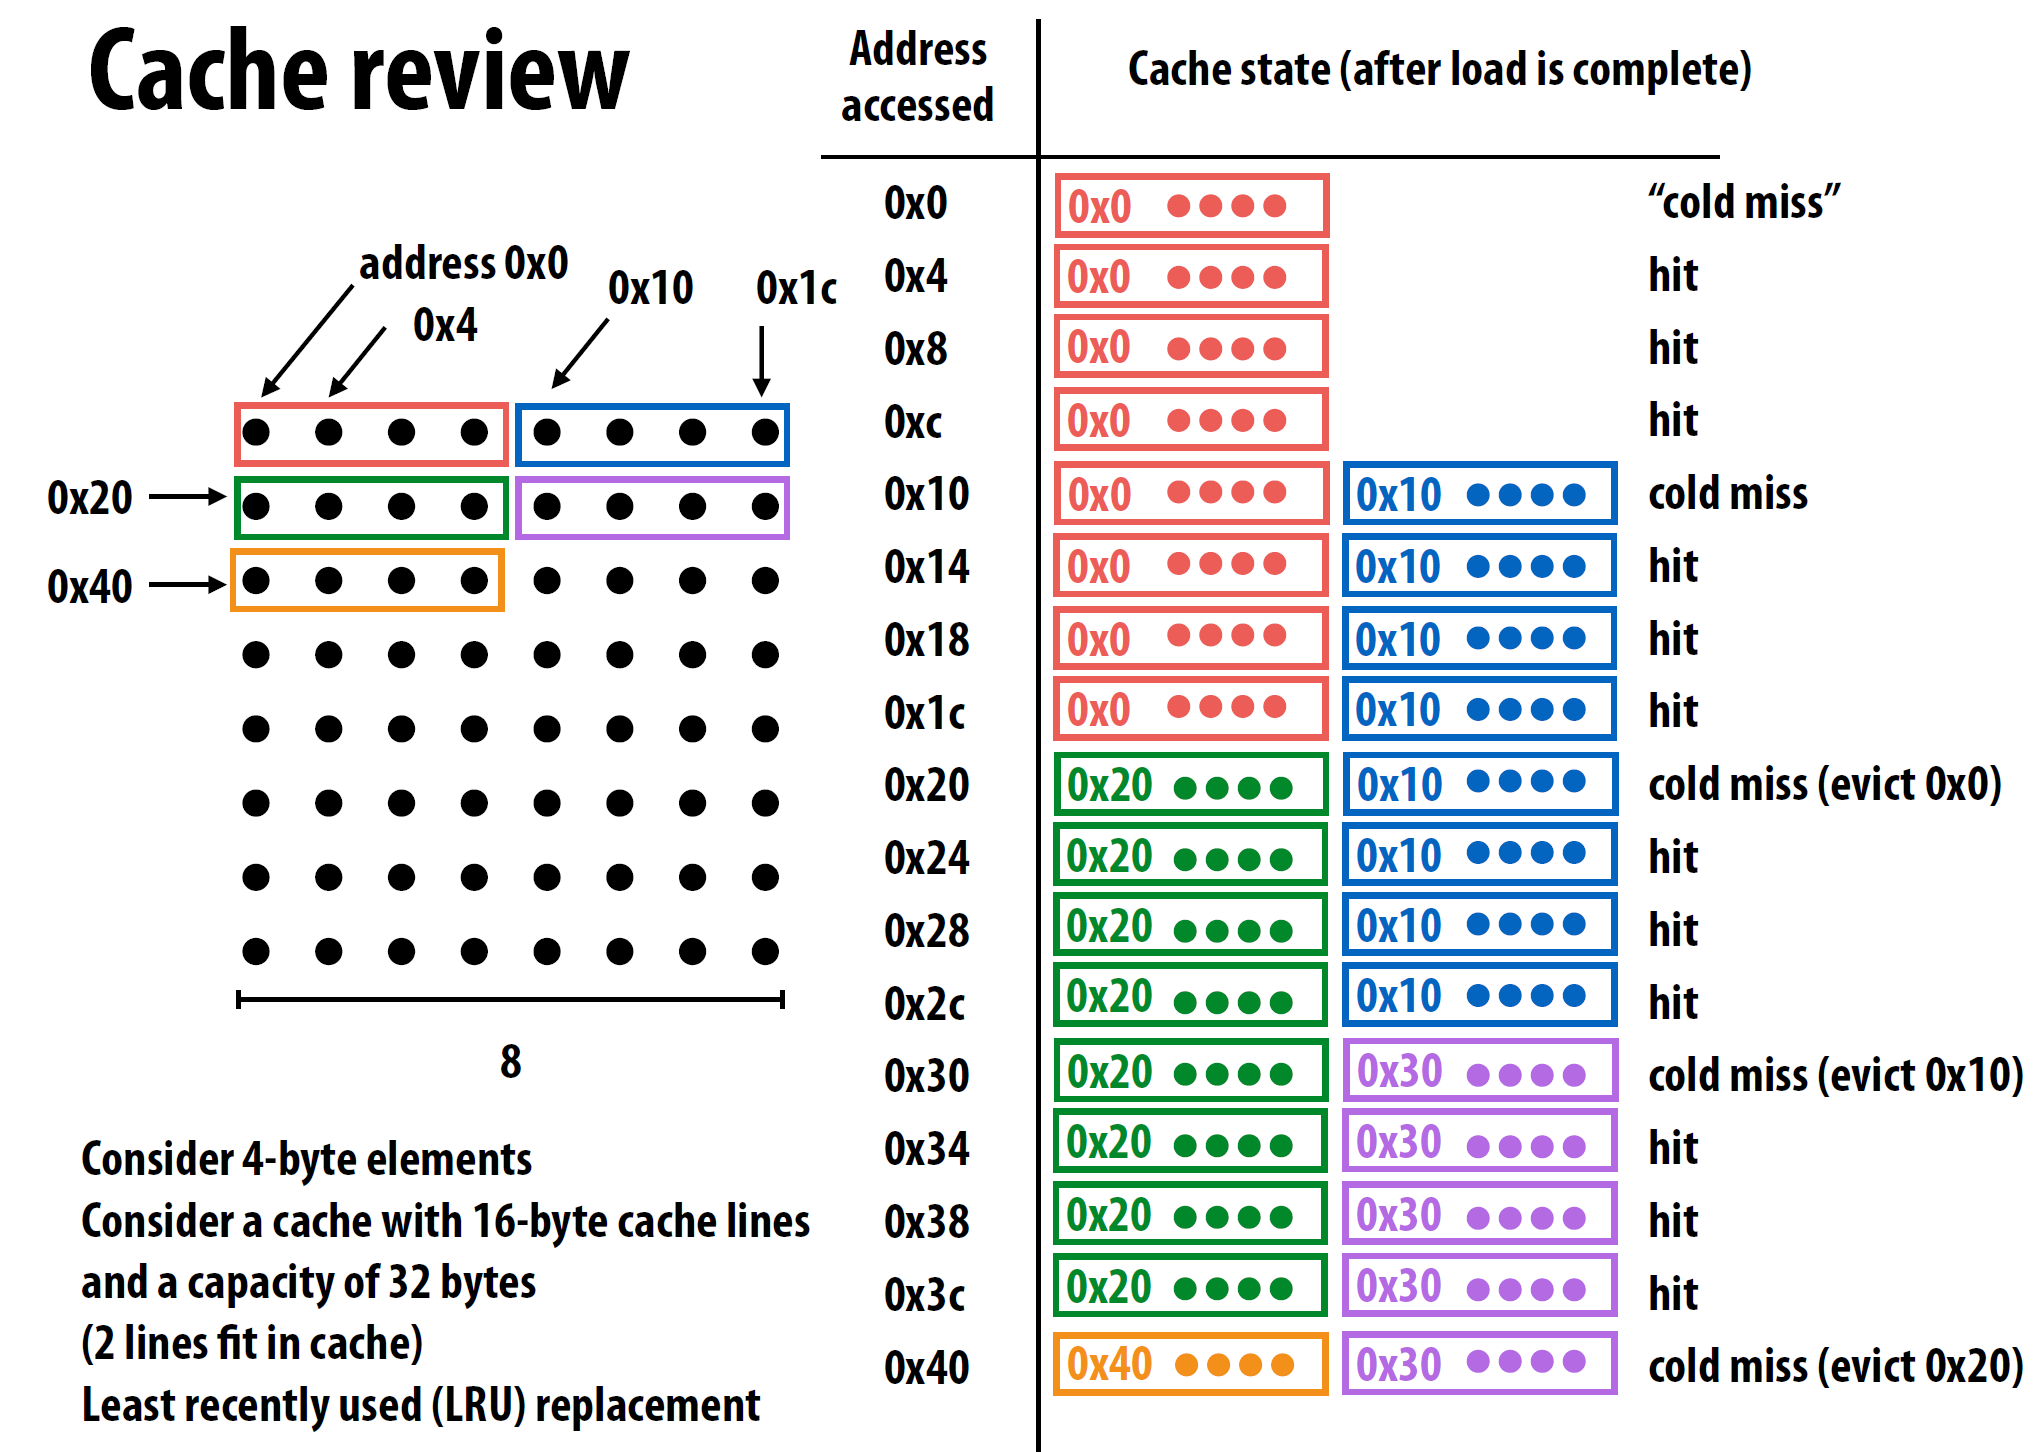 Cache review
Address
accessed
Cache state (after load is complete)
address 0x0
0x4
0x10
0x1c
0x20
0x40
8
Consider 4-byte elements
Consider a cache with 16-byte cache lines
and a capacity of 32 bytes
(2 lines fit in cache)
Least recently used (LRU) replacement
0x0 0x0 “cold miss”
0x4 0x0 hit
0x8 0x0 hit
0xc 0x0 hit
0x10 0x0 0x10 cold miss
0x14 0x0 0x10 hit
0x18 0x0 0x10 hit
0x1c 0x0 0x10 hit
0x20 0x20 0x10 cold miss (evict 0x0)
0x24 0x20 0x10 hit
0x28 0x20 0x10 hit
0x2c 0x20 0x10 hit
0x30 0x20 0x30 cold miss (evict 0x10)
0x34 0x20 0x30 hit
0x38 0x20 0x30 hit
0x3c 0x20 0x30 hit
0x40 0x40 0x30 cold miss (evict 0x20)